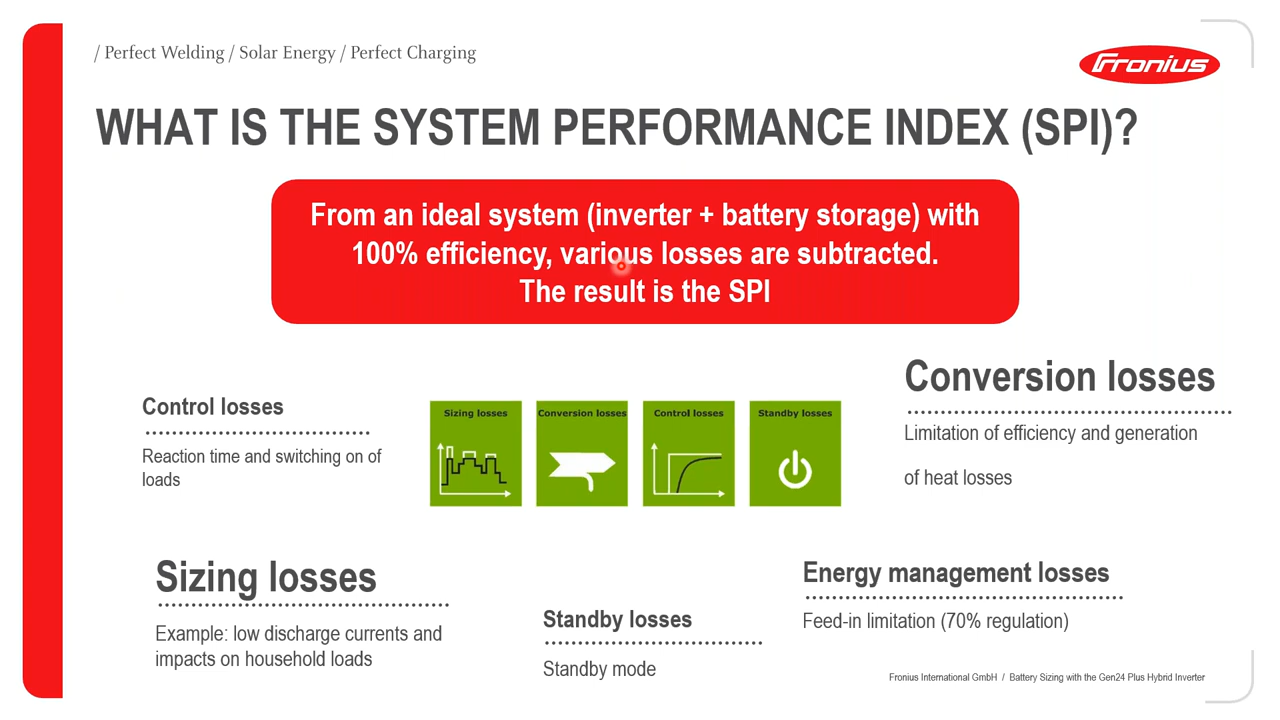 / Perfect Welding / Solar Energy / Perfect Charging
Fronius
WHAT IS THE SYSTEM PERFORMANCE INDEX (SPI)?
From an ideal system (inverter + battery storage) with
100% efficiency, various losses are subtracted.
The result is the SPI
Control losses
Reaction time and switching on of
loads
Sizing losses
Conversion losses
Control losses
Standby losses
Conversion losses
Limitation of efficiency and generation
of heat losses
Sizing losses
Example: low discharge currents and
impacts on household loads
Standby losses
Standby mode
Energy management losses
Feed-in limitation (70% regulation)
Fronius International GmbH / Battery Sizing with the Gen24 Plus Hybrid Inverter